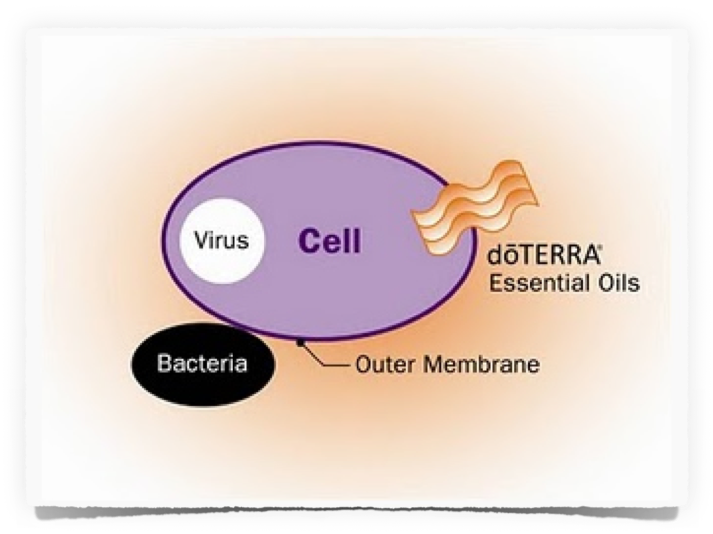 Virus
Cell
dōTERRA®
Essential Oils
Bacteria
Outer Membrane